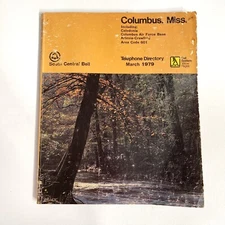 Columbus, Miss.
Including:
Caledonia
Columbus Air Force Base
Artesia-Crawford
Area Code 601
South Central Bell
Telephone Directory
March 1979